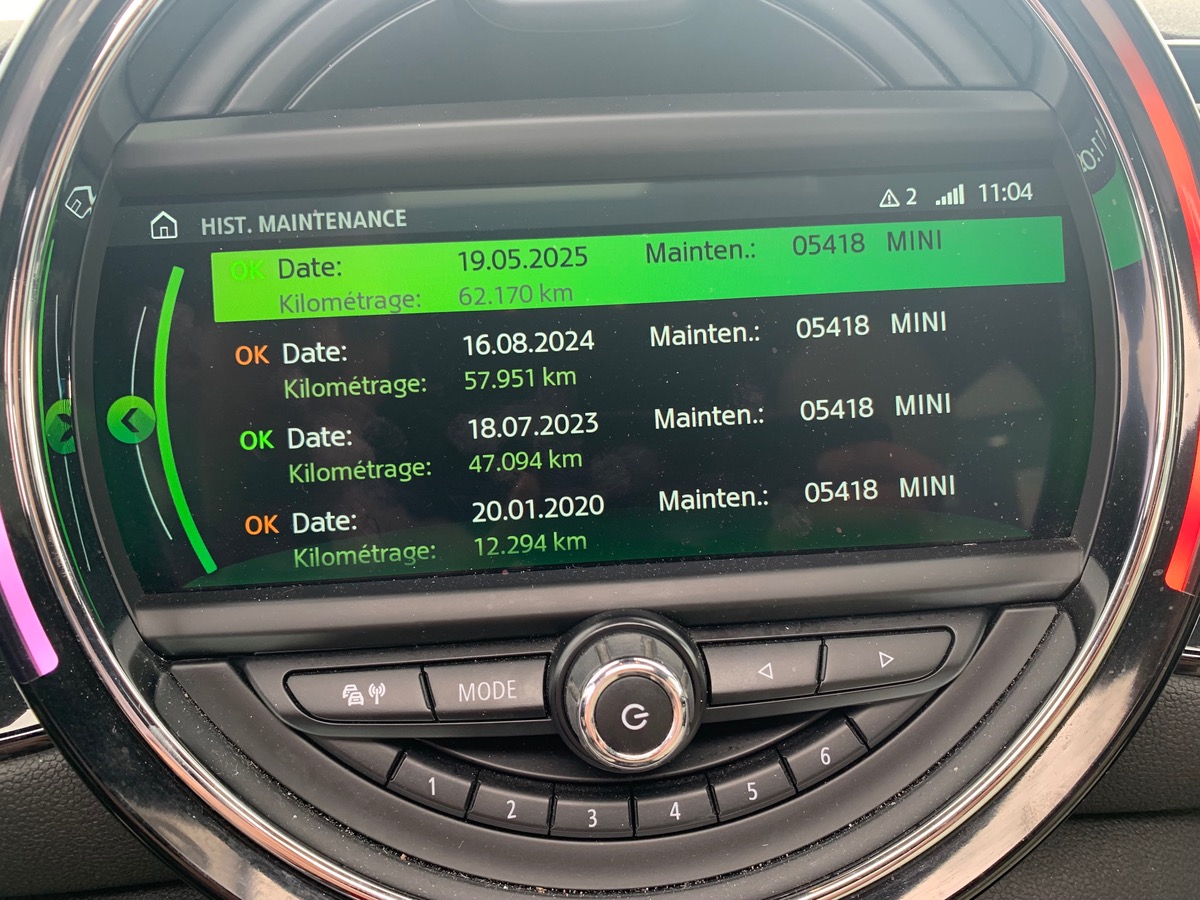 HIST. MAINTENANCE 2 11:04
OK Date: 19.05.2025 Mainten.: 05418 MINI
Kilométrage: 62.170 km
OK Date: 16.08.2024 Mainten.: 05418 MINI
Kilométrage: 57.951 km
OK Date: 18.07.2023 Mainten.: 05418 MINI
Kilométrage: 47.094 km
OK Date: 20.01.2020 Mainten.: 05418 MINI
Kilométrage: 12.294 km
MODE
1 2 3 4 5 6